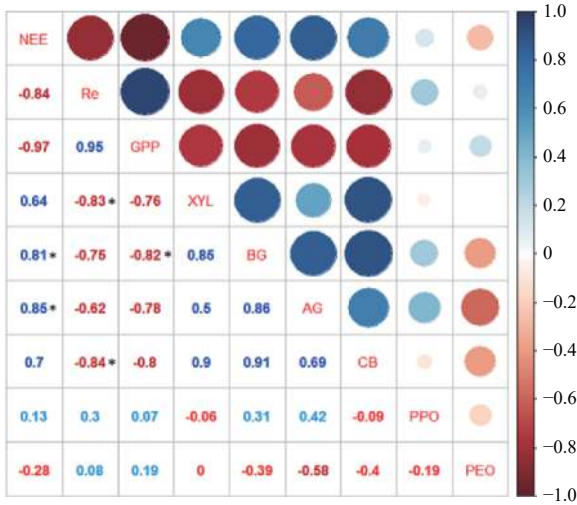 NEE
-0.84 Re
-0.97 0.95 GPP
0.64 -0.83* -0.76 XYL
0.81* -0.75 -0.82* 0.85 BG
0.85* -0.62 -0.78 0.5 0.86 AG
0.7 -0.84* -0.8 0.9 0.91 0.69 CB
0.13 0.3 0.07 -0.06 0.31 0.42 -0.09 PPO
-0.28 0.08 0.19 0 -0.39 -0.58 -0.4 -0.19 PEO
1.0
0.8
0.6
0.4
0.2
0
−0.2
−0.4
−0.6
−0.8
−1.0